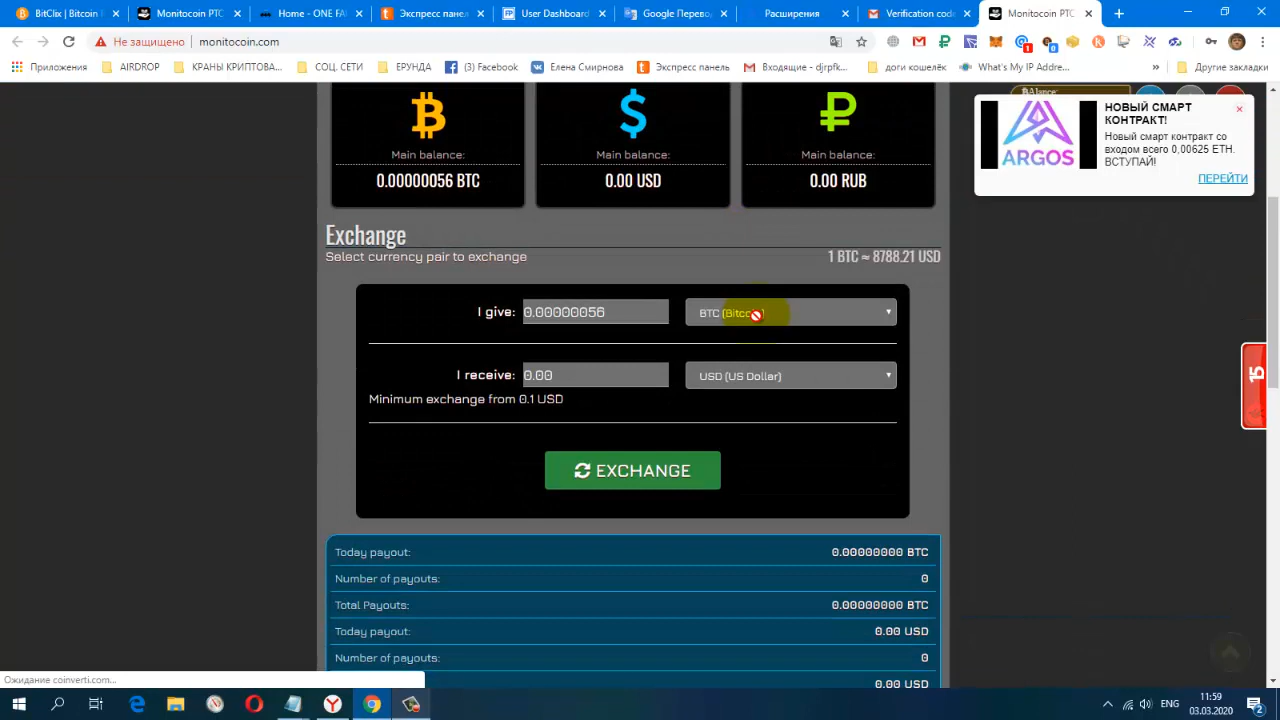 BitClix | Bitcoin
Monitocoin PTC
Home - ONE FA
Экспресс панел
User Dashboard
Google Перево
Расширения
Verification code
Monitocoin PTC
Не защищено
monitocoin.com
Приложения
AIRDROP
КРАНЫ КРИПТОВА...
СОЦ. СЕТИ
ЕРУНДА
(3) Facebook
Елена Смирнова
Экспресс панель
Входящие - djrpfk...
доги кошелёк
What's My IP Addre...
»
Другие закладки
Balance:
НОВЫЙ СМАРТ
КОНТРАКТ!
Новый смарт контракт со
входом всего 0,00625 ETH.
ВСТУПАЙ!
ПЕРЕЙТИ
ARGOS
Main balance:
0.00000056 BTC
Main balance:
0.00 USD
Main balance:
0.00 RUB
Exchange
Select currency pair to exchange
1 BTC ≈ 8788.21 USD
I give:
0.00000056
BTC (Bitcoin)
I receive:
0.00
USD (US Dollar)
Minimum exchange from 0.1 USD
EXCHANGE
Today payout:
0.00000000 BTC
Number of payouts:
0
Total Payouts:
0.00000000 BTC
Today payout:
0.00 USD
Number of payouts:
0
0.00 USD
Ожидание coinverti.com...
ENG
11:59
03.03.2020
2